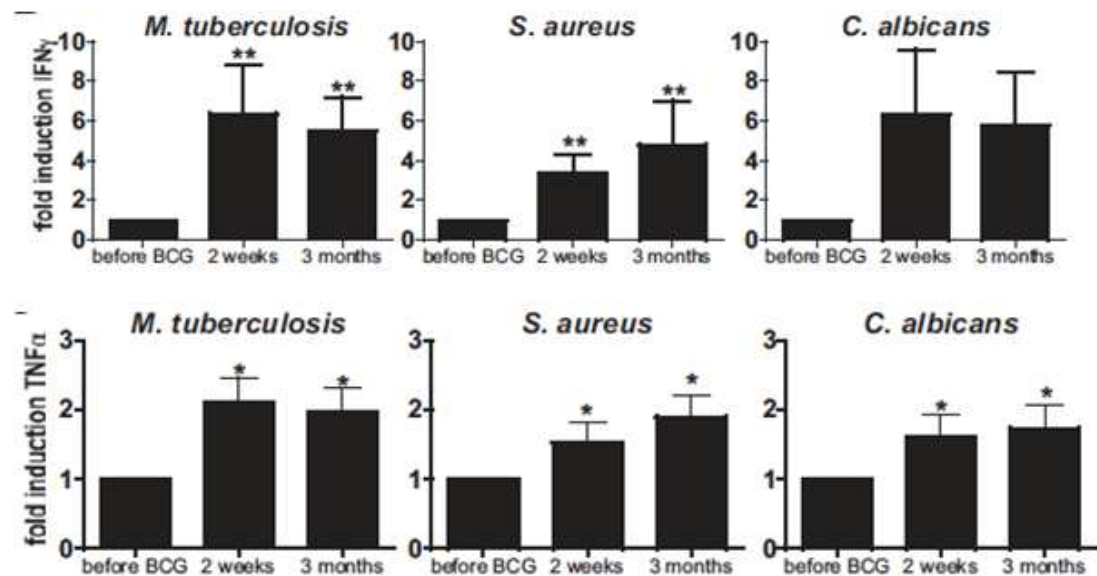 M. tuberculosis S. aureus C. albicans
fold induction IFNγ
10 10 10
** ** ** **
8 8 8
6 6 6
4 4 4
2 2 2
0 0 0
before BCG 2 weeks 3 months before BCG 2 weeks 3 months before BCG 2 weeks 3 months
M. tuberculosis S. aureus C. albicans
fold induction TNFα
3 3 3
* * * * * *
2 2 2
1 1 1
0 0 0
before BCG 2 weeks 3 months before BCG 2 weeks 3 months before BCG 2 weeks 3 months